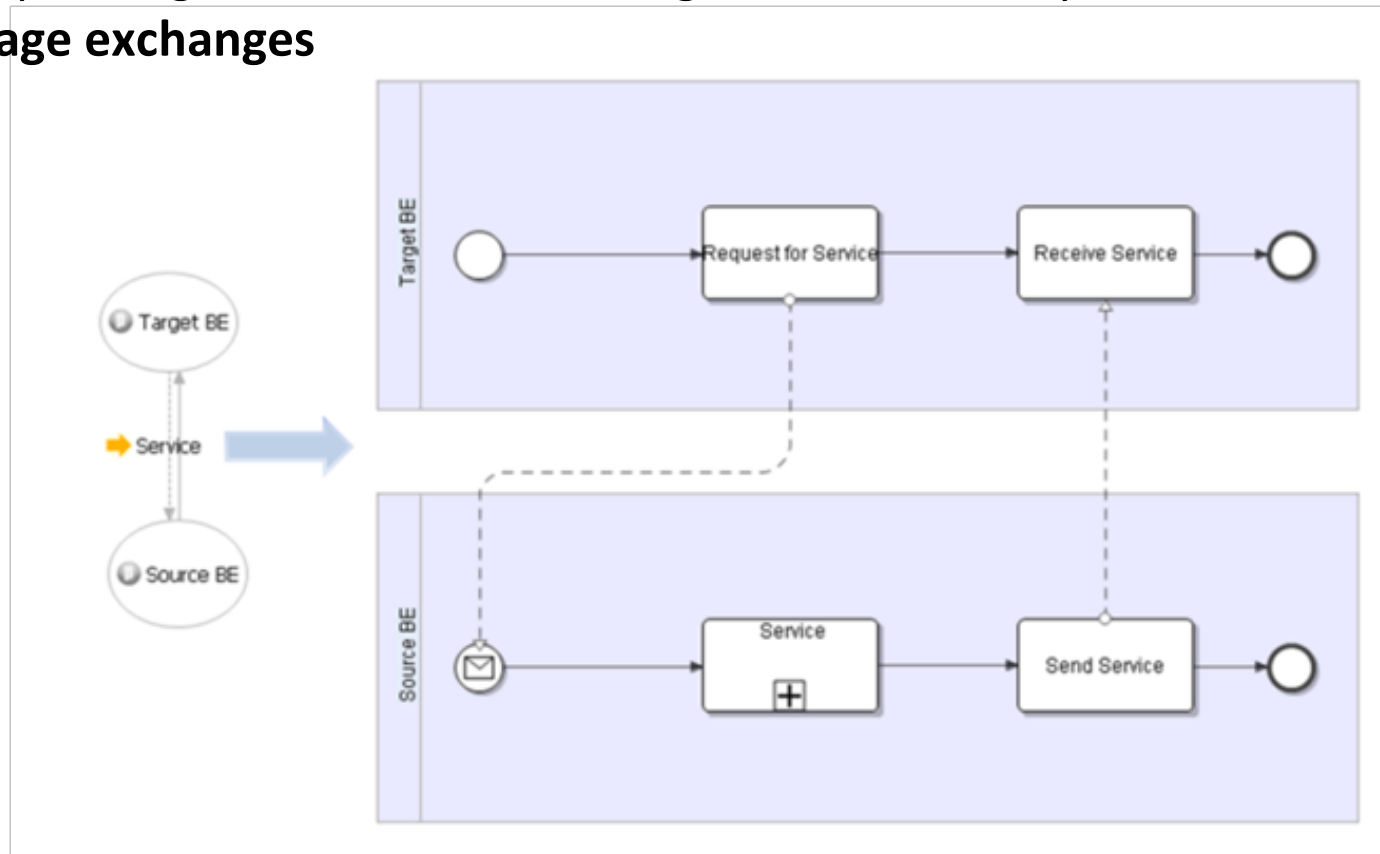 age exchanges
Target BE
Request for Service
Receive Service
Target BE
Service
Source BE
Source BE
Service
Send Service